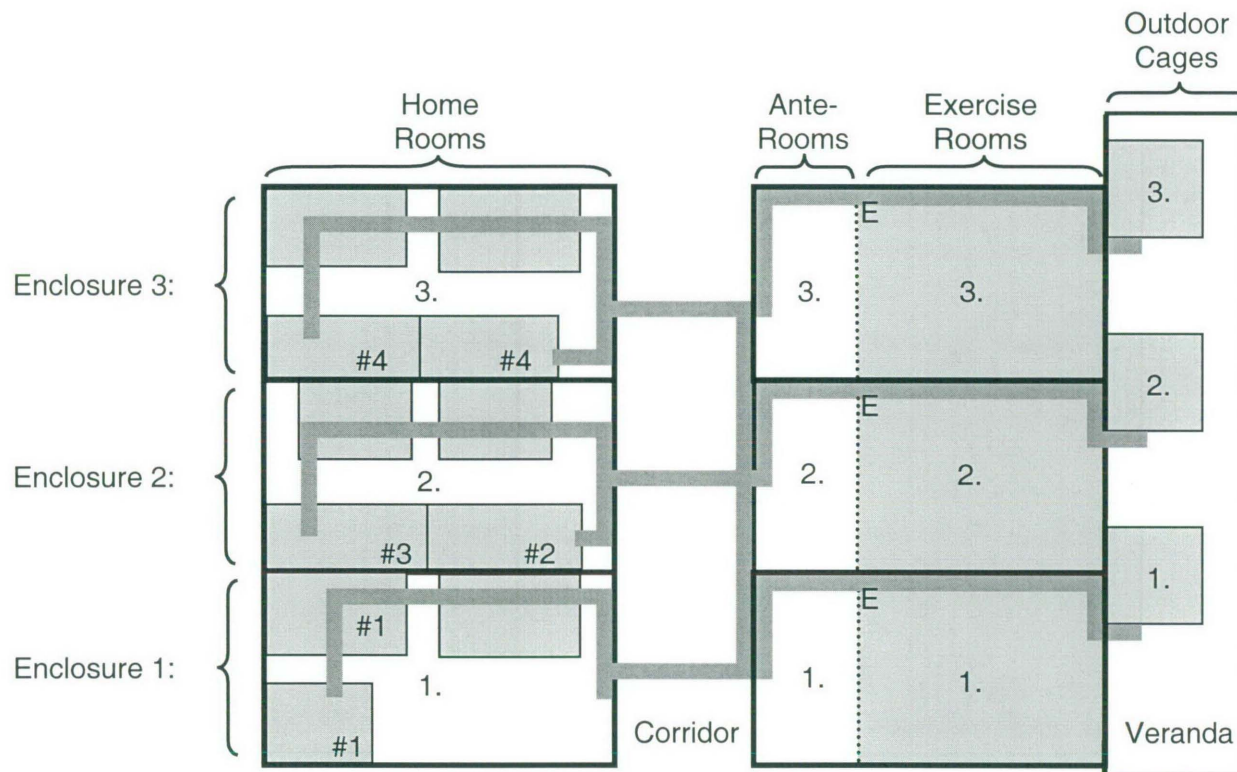 Outdoor
Cages
Home
Rooms
Ante-
Rooms
Exercise
Rooms
Enclosure 3:
3.
#4
#4
3.
E
3.
3.
Enclosure 2:
2.
#3
#2
2.
E
2.
2.
Enclosure 1:
#1
1.
#1
1.
E
1.
1.
Corridor
Veranda